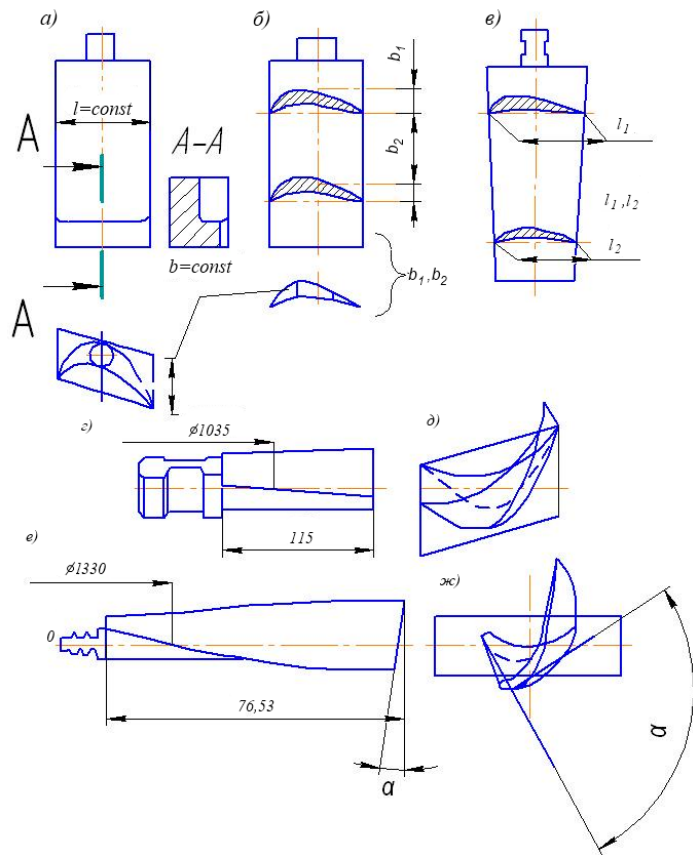 а)
б)
в)
l=const
A
A–A
b₁
b₂
l₁
l₁,l₂
l₂
b=const
b₁,b₂
A
г)
ø1035
д)
115
е)
ø1330
ж)
0
76,53
α
α